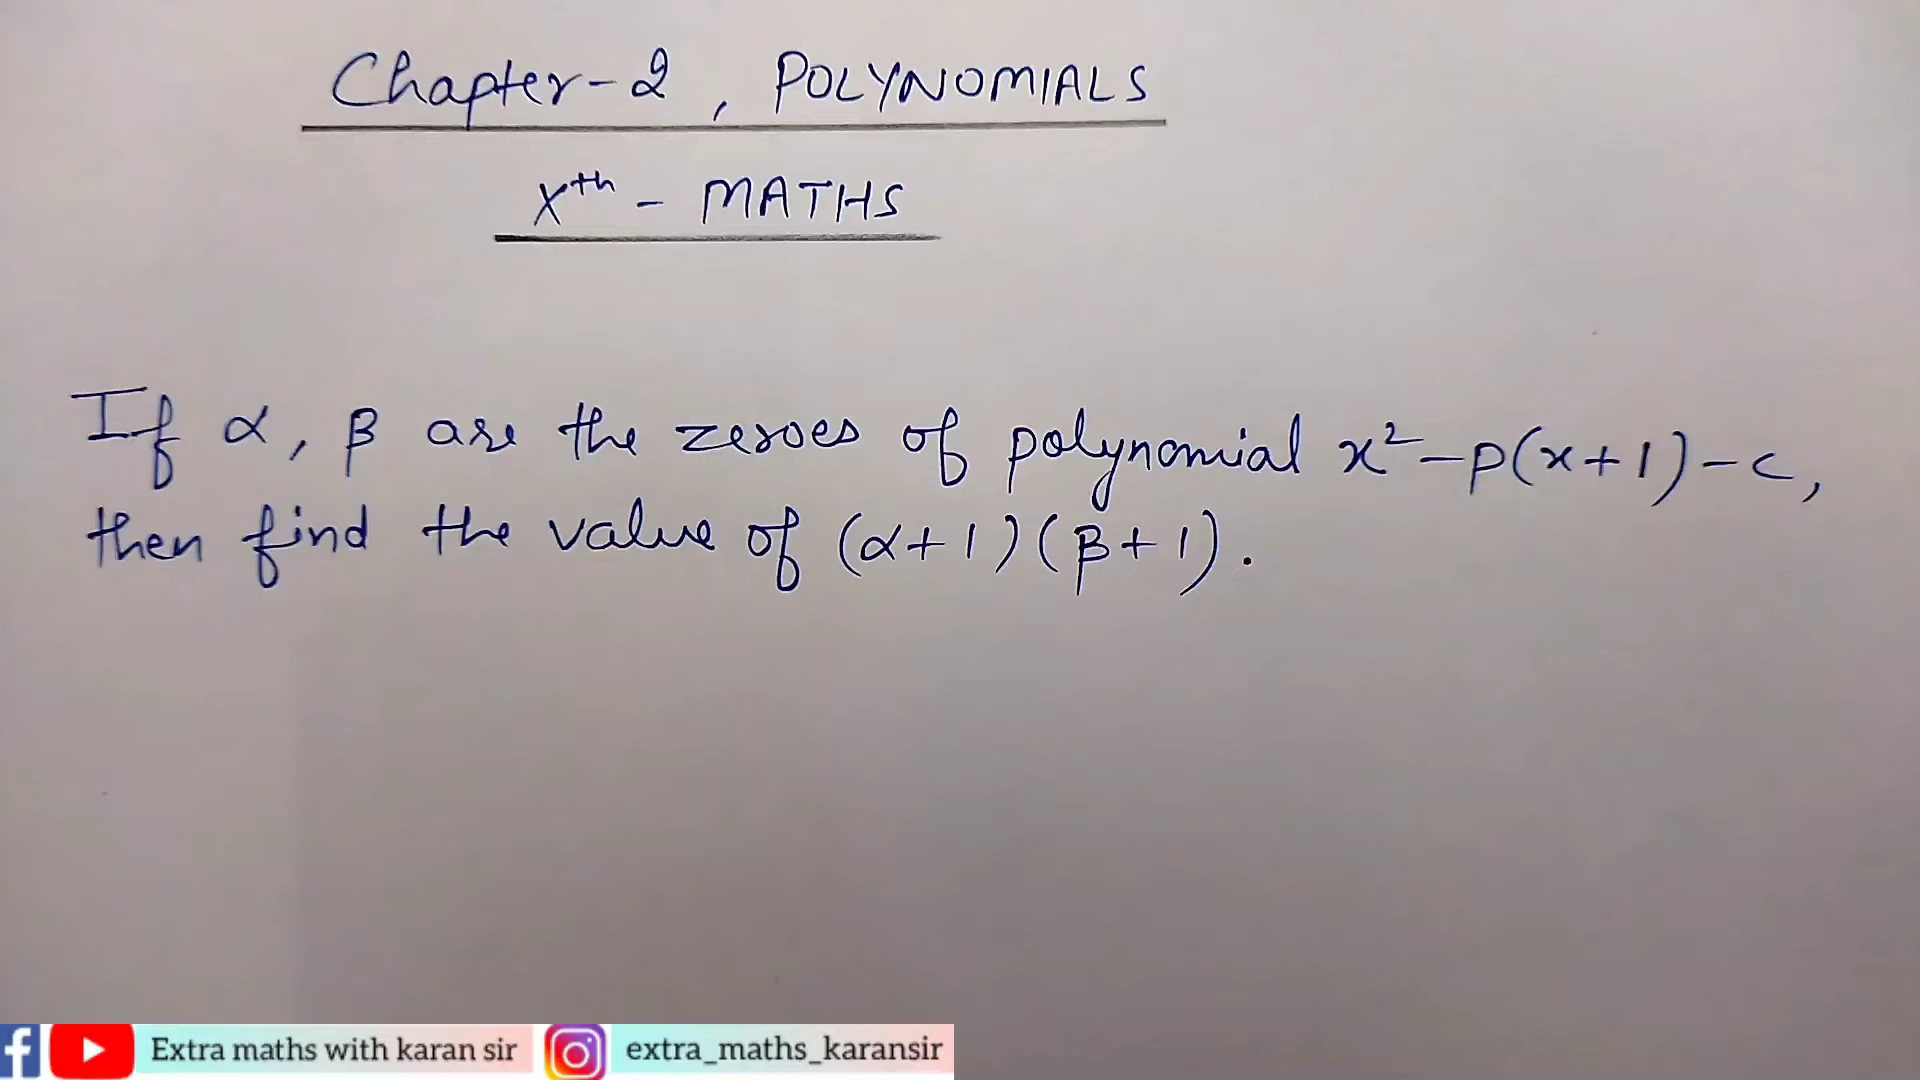 Chapter-2, POLYNOMIALS
Xth - MATHS
If α, β are the zeroes of polynomial x²-p(x+1)-c,
then find the value of (α+1)(β+1).
Extra maths with karan sir extra_maths_karansir